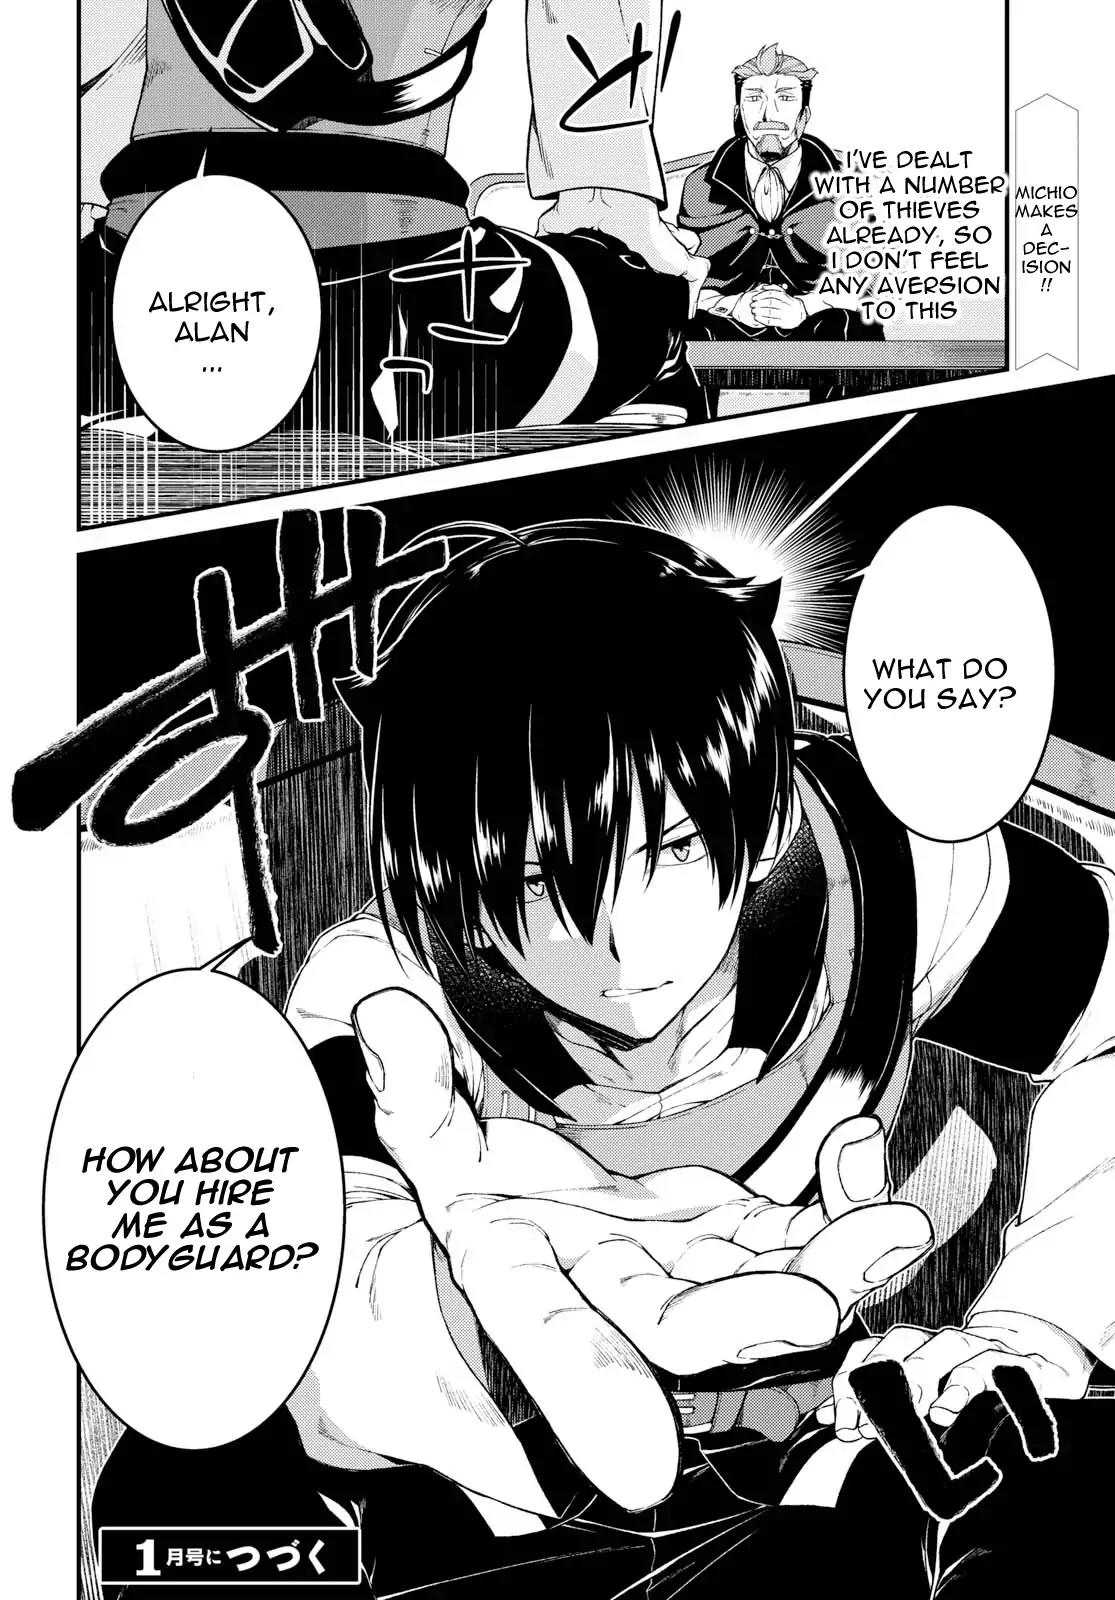 MICHIO
MAKES
A
DEC-
ISION
!!
I'VE DEALT
WITH A NUMBER
OF THIEVES
ALREADY, SO
I DON'T FEEL
ANY AVERSION
TO THIS
ドサ
ALRIGHT,
ALAN
...
WHAT DO
YOU SAY?
HOW ABOUT
YOU HIRE
ME AS A
BODYGUARD?
1月号につづく